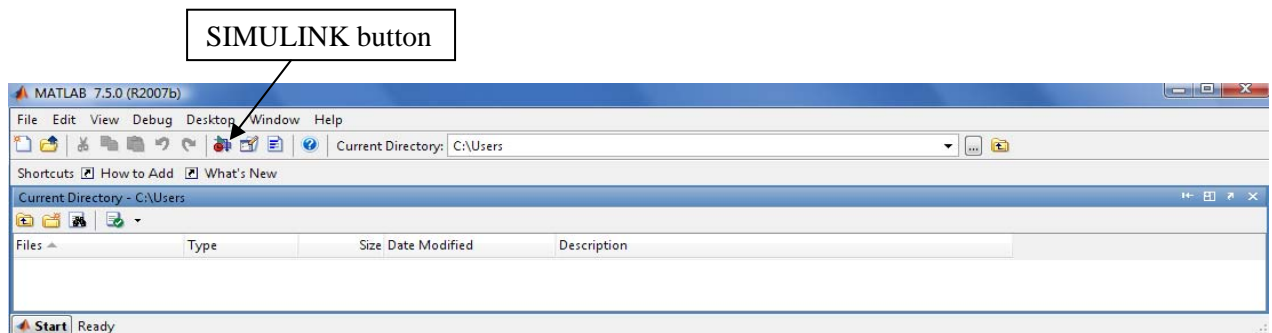 SIMULINK button
MATLAB 7.5.0 (R2007b)
File Edit View Debug Desktop Window Help
Current Directory: C:\Users
Shortcuts How to Add What's New
Current Directory - C:\Users
Files Type Size Date Modified Description
Start Ready